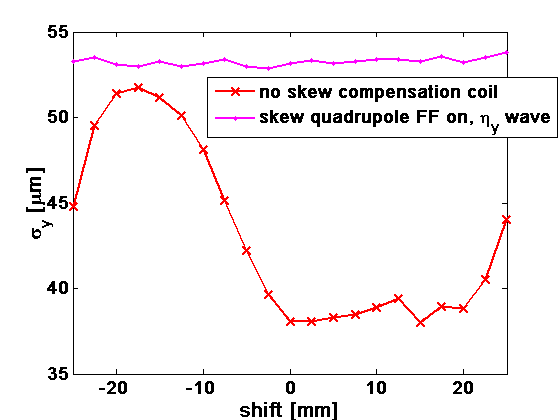 55
no skew compensation coil
skew quadrupole FF on, ηy wave
50
45
σy [μm]
40
35
-20 -10 0 10 20
shift [mm]